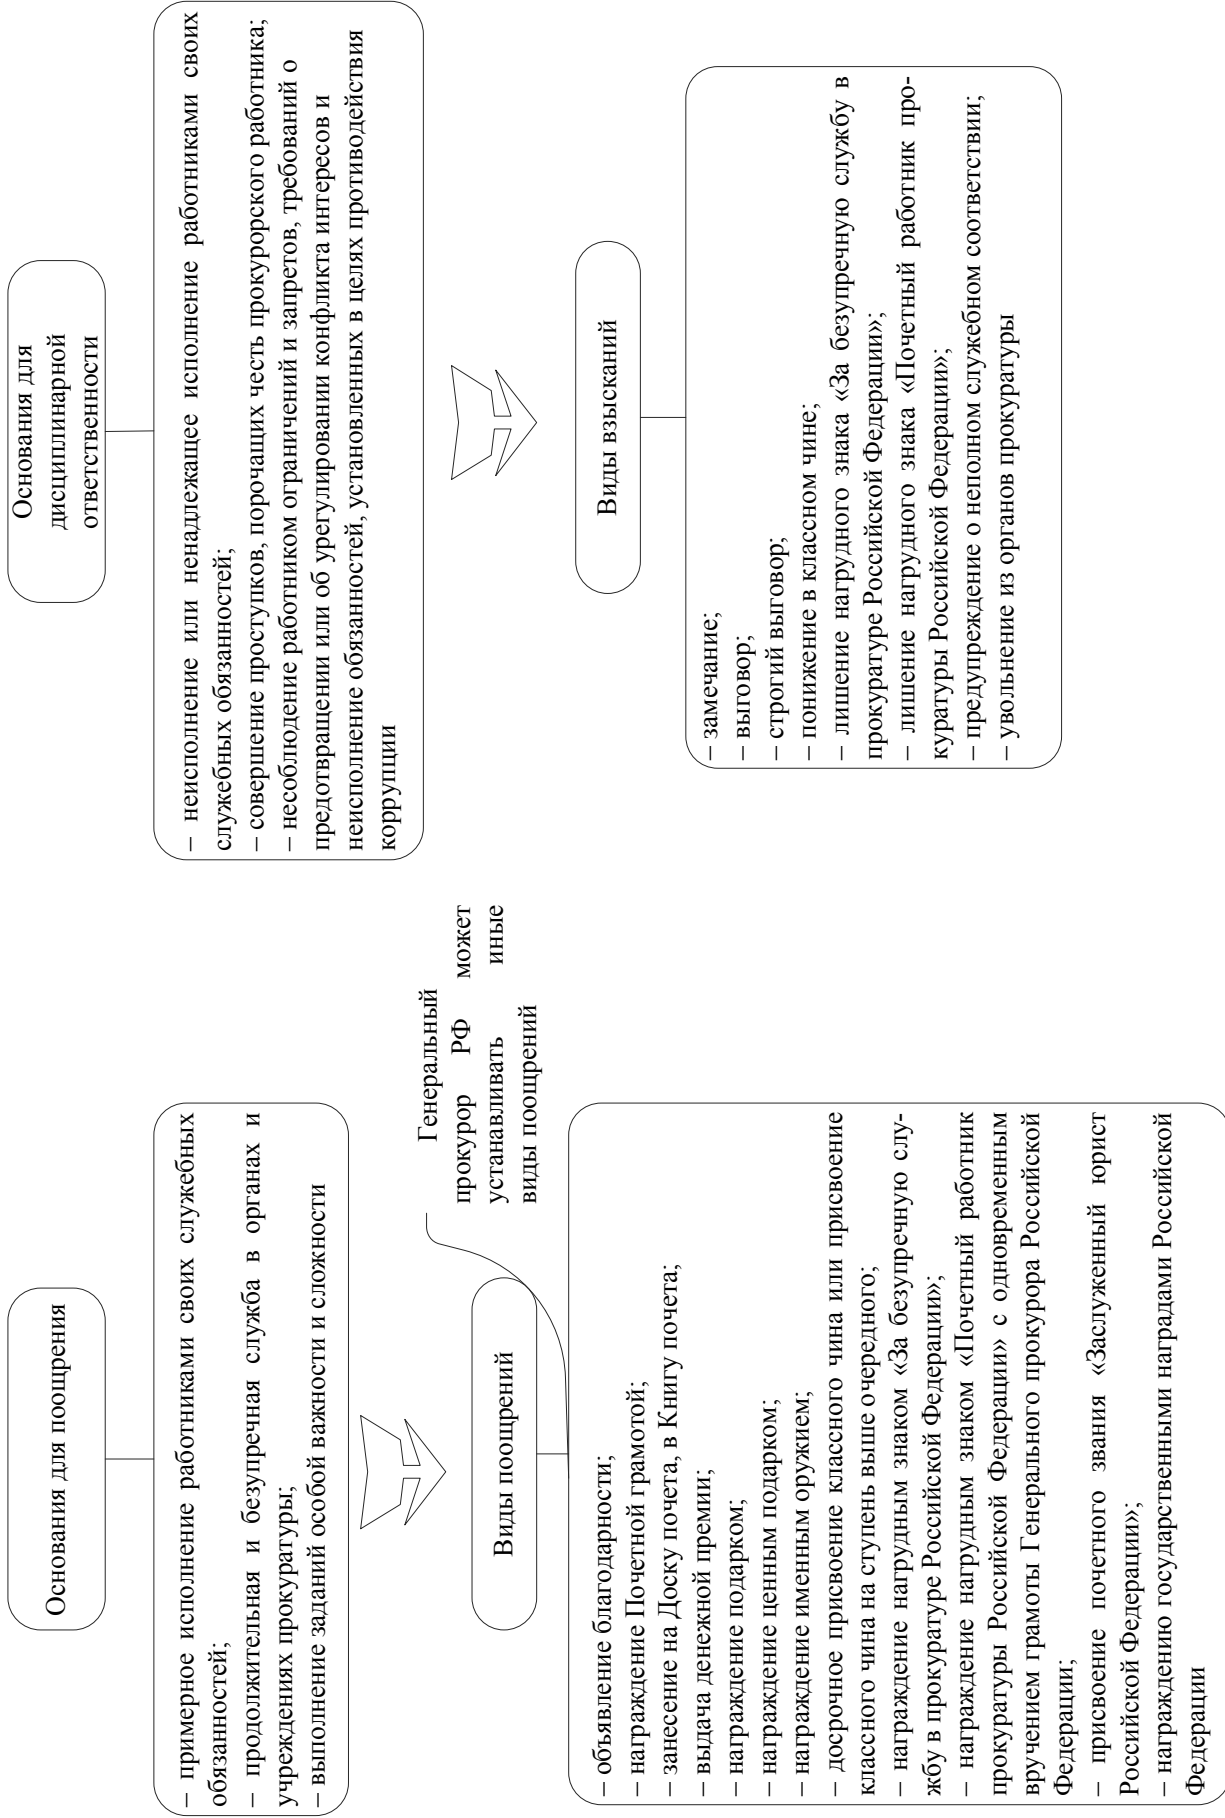 Основания для поощрения
– примерное исполнение работниками своих служебных
обязанностей;
– продолжительная и безупречная служба в органах и
учреждениях прокуратуры;
– выполнение заданий особой важности и сложности
Виды поощрений
Генеральный
прокурор РФ может
устанавливать иные
виды поощрений
– объявление благодарности;
– награждение Почетной грамотой;
– занесение на Доску почета, в Книгу почета;
– выдача денежной премии;
– награждение подарком;
– награждение ценным подарком;
– награждение именным оружием;
– досрочное присвоение классного чина или присвоение
классного чина на ступень выше очередного;
– награждение нагрудным знаком «За безупречную слу-
жбу в прокуратуре Российской Федерации»;
– награждение нагрудным знаком «Почетный работник
прокуратуры Российской Федерации» с одновременным
вручением грамоты Генерального прокурора Российской
Федерации;
– присвоение почетного звания «Заслуженный юрист
Российской Федерации»;
– награждению государственными наградами Российской
Федерации
Основания для
дисциплинарной
ответственности
– неисполнение или ненадлежащее исполнение работниками своих
служебных обязанностей;
– совершение проступков, порочащих честь прокурорского работника;
– несоблюдение работником ограничений и запретов, требований о
предотвращении или об урегулировании конфликта интересов и
неисполнение обязанностей, установленных в целях противодействия
коррупции
Виды взысканий
– замечание;
– выговор;
– строгий выговор;
– понижение в классном чине;
– лишение нагрудного знака «За безупречную службу в
прокуратуре Российской Федерации»;
– лишение нагрудного знака «Почетный работник про-
куратуры Российской Федерации»;
– предупреждение о неполном служебном соответствии;
– увольнение из органов прокуратуры